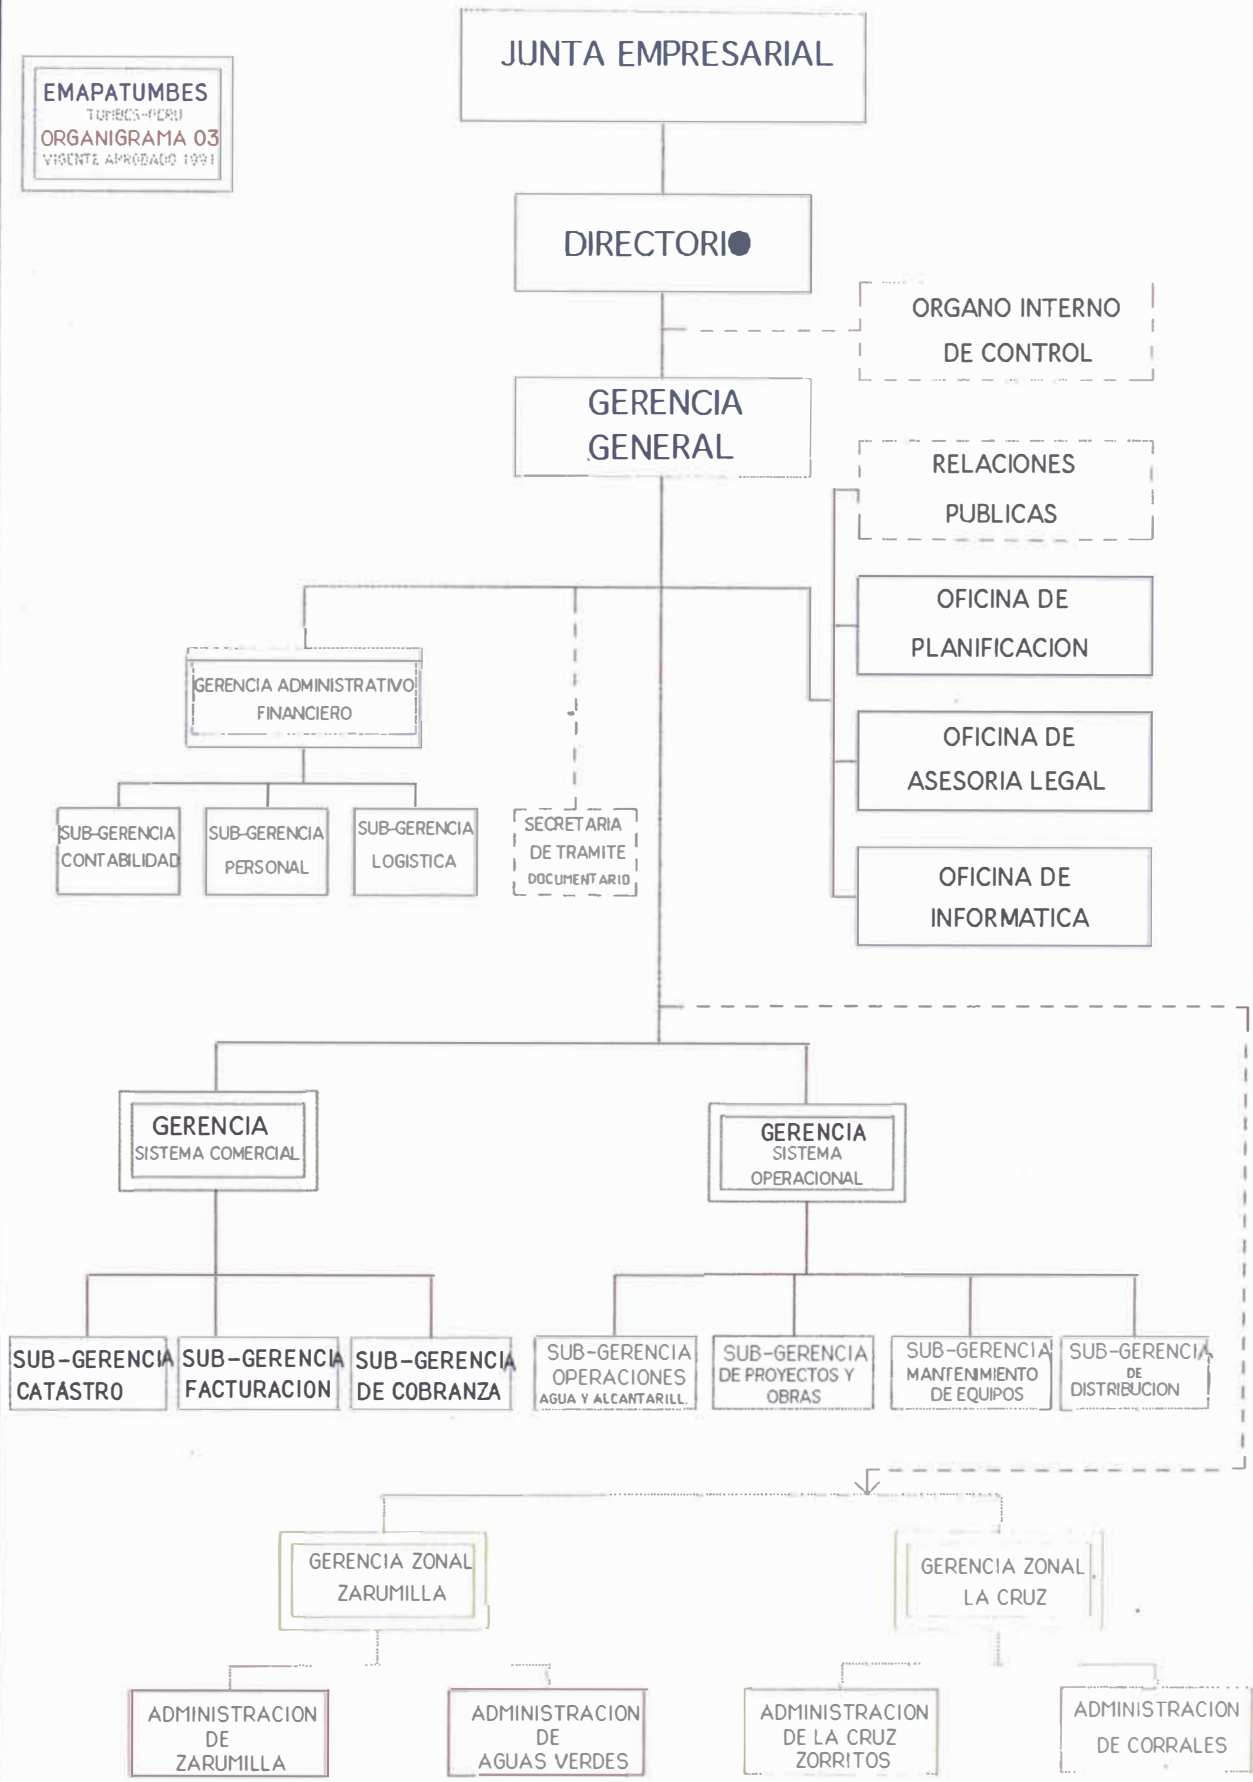 JUNTA EMPRESARIAL
EMAPATUMBES
TUMBES-PERU
ORGANIGRAMA 03
VIGENTE APROBADO 1991
DIRECTORIO
ORGANO INTERNO
DE CONTROL
GERENCIA
GENERAL
RELACIONES
PUBLICAS
OFICINA DE
PLANIFICACION
GERENCIA ADMINISTRATIVO
FINANCIERO
OFICINA DE
ASESORIA LEGAL
SUB-GERENCIA
CONTABILIDAD
SUB-GERENCIA
PERSONAL
SUB-GERENCIA
LOGISTICA
SECRETARIA
DE TRAMITE
DOCUMENTARIO
OFICINA DE
INFORMATICA
GERENCIA
SISTEMA COMERCIAL
GERENCIA
SISTEMA
OPERACIONAL
SUB-GERENCIA
CATASTRO
SUB-GERENCIA
FACTURACION
SUB-GERENCIA
DE COBRANZA
SUB-GERENCIA
OPERACIONES
AGUA Y ALCANTARILL.
SUB-GERENCIA
DE PROYECTOS Y
OBRAS
SUB-GERENCIA
MANTENIMIENTO
DE EQUIPOS
SUB-GERENCIA
DE
DISTRIBUCION
GERENCIA ZONAL
ZARUMILLA
GERENCIA ZONAL
LA CRUZ
ADMINISTRACION
DE
ZARUMILLA
ADMINISTRACION
DE
AGUAS VERDES
ADMINISTRACION
DE LA CRUZ
ZORRITOS
ADMINISTRACION
DE CORRALES